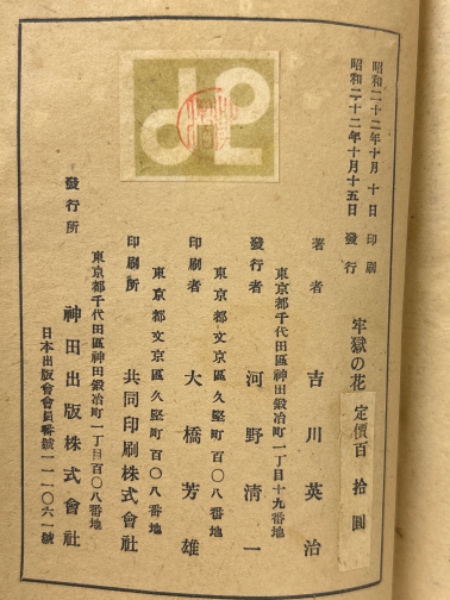 昭和二十二年十月十日 印刷
昭和二十二年十月十五日 發行
牢獄の花 定價百拾圓
著者 吉川英治
東京都千代田區神田鍛冶町一丁目十九番地
發行者 河野清一
東京都文京區久堅町百〇八番地
印刷者 大橋芳雄
東京都文京區久堅町百〇八番地
印刷所 共同印刷株式會社
東京都千代田區神田鍛冶町一丁目百〇八番地
發行所 神田出版株式會社
日本出版會會員番號一一一〇六一號